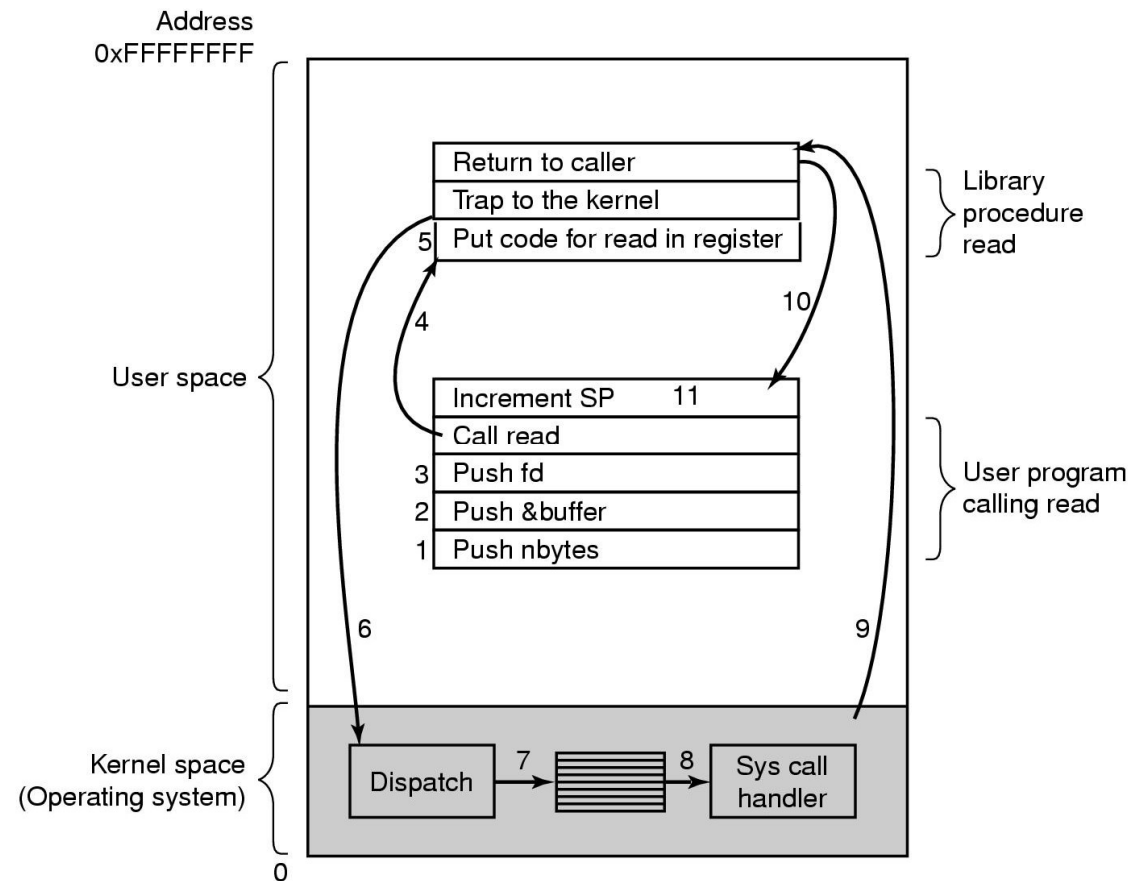 Address
0xFFFFFFFF
Return to caller
Trap to the kernel
5 Put code for read in register
Library
procedure
read
4
10
User space
Increment SP 11
Call read
3 Push fd
2 Push &buffer
1 Push nbytes
User program
calling read
6
9
Kernel space
(Operating system)
Dispatch
7
8
Sys call
handler
0